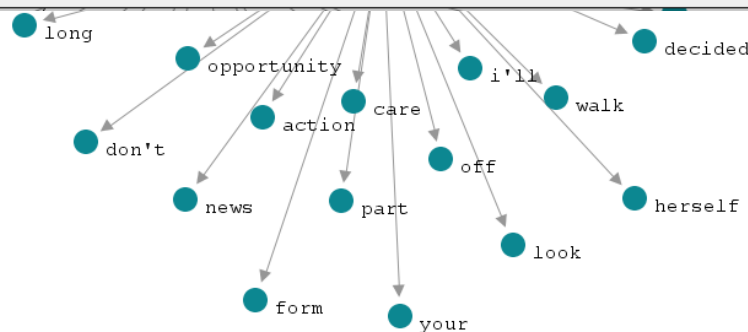 long
decided
opportunity
i'll
walk
care
action
don't
off
news
part
herself
look
form
your